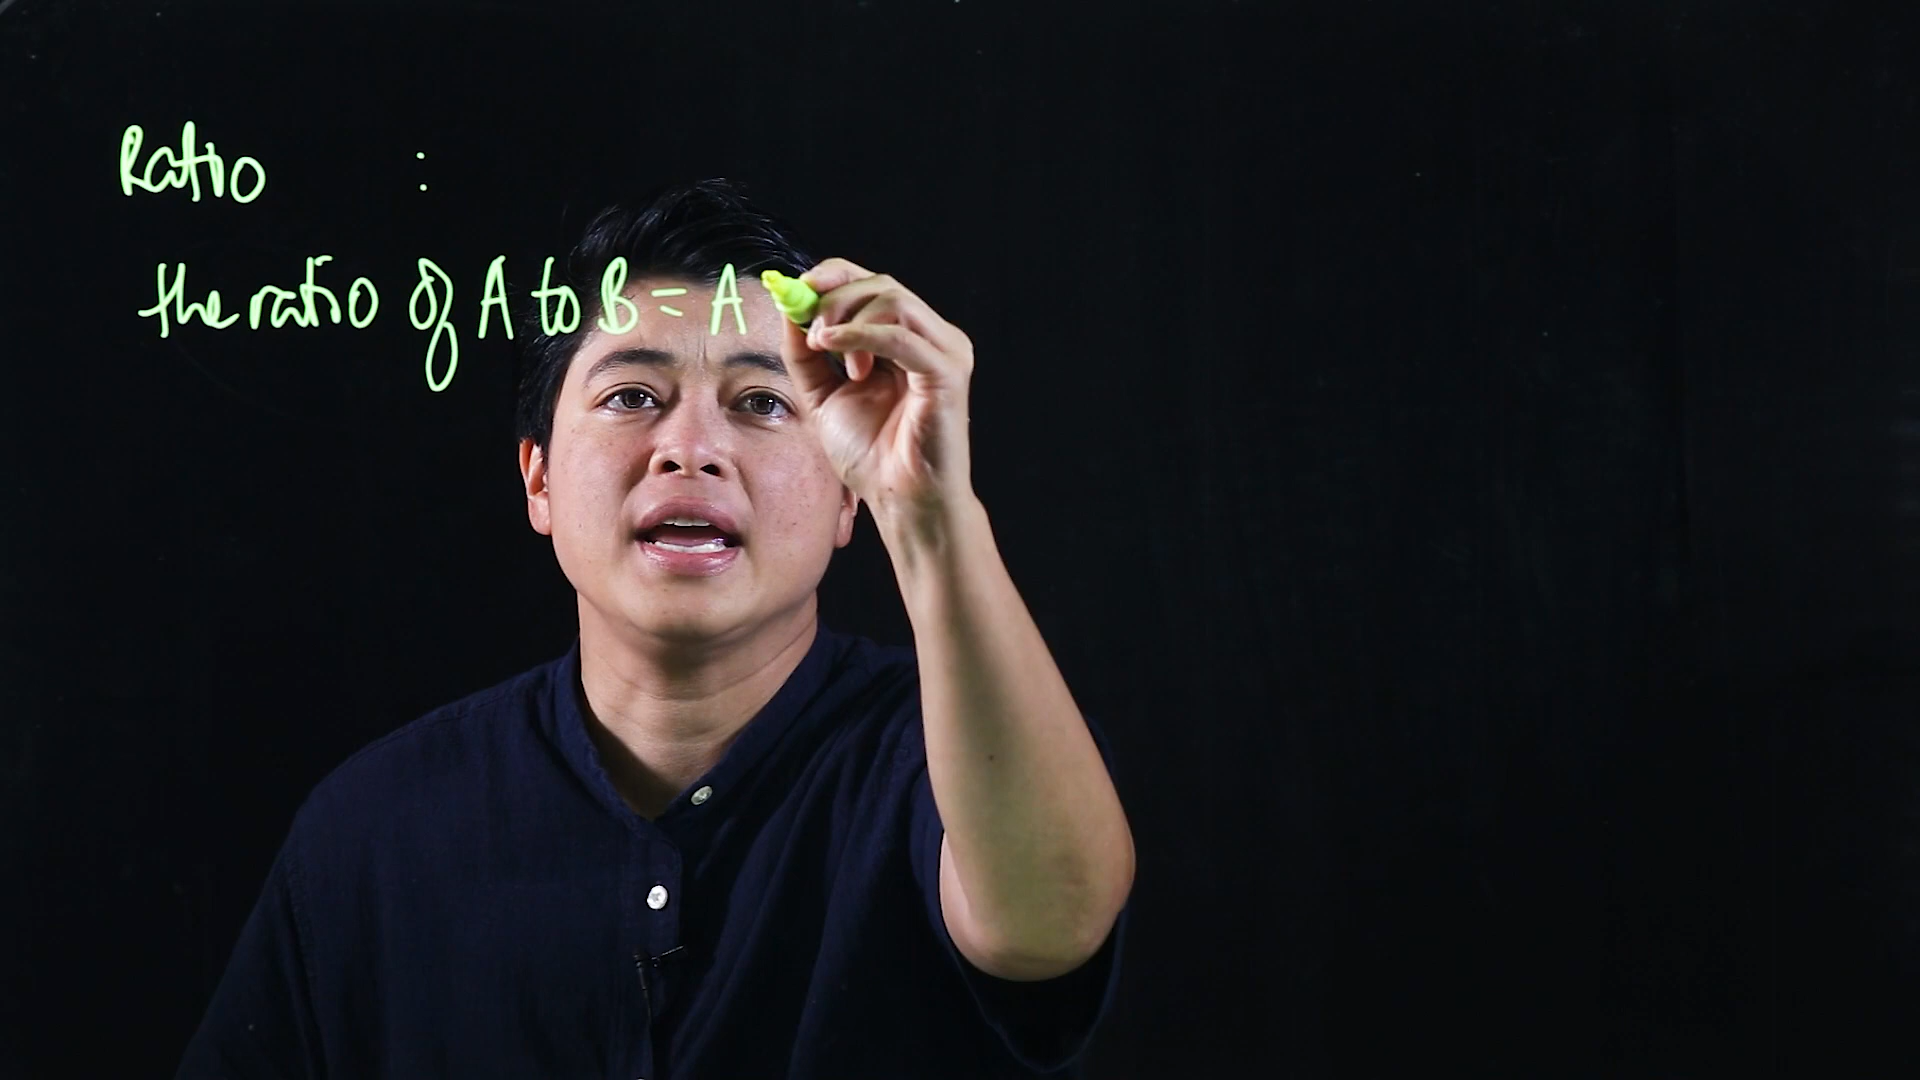 Ratio :
the ratio of A to B = A